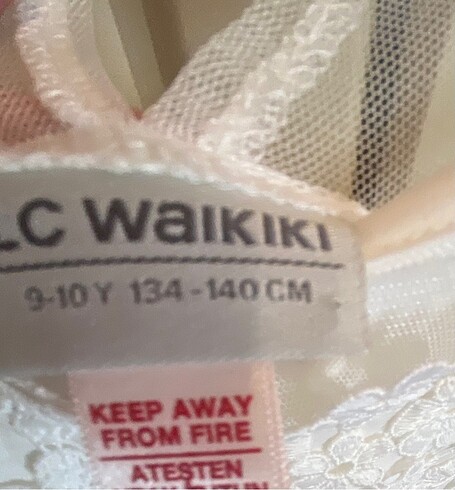 LC WaiKiKi
9-10 Y 134-140 CM
KEEP AWAY
FROM FIRE
ATESTEN